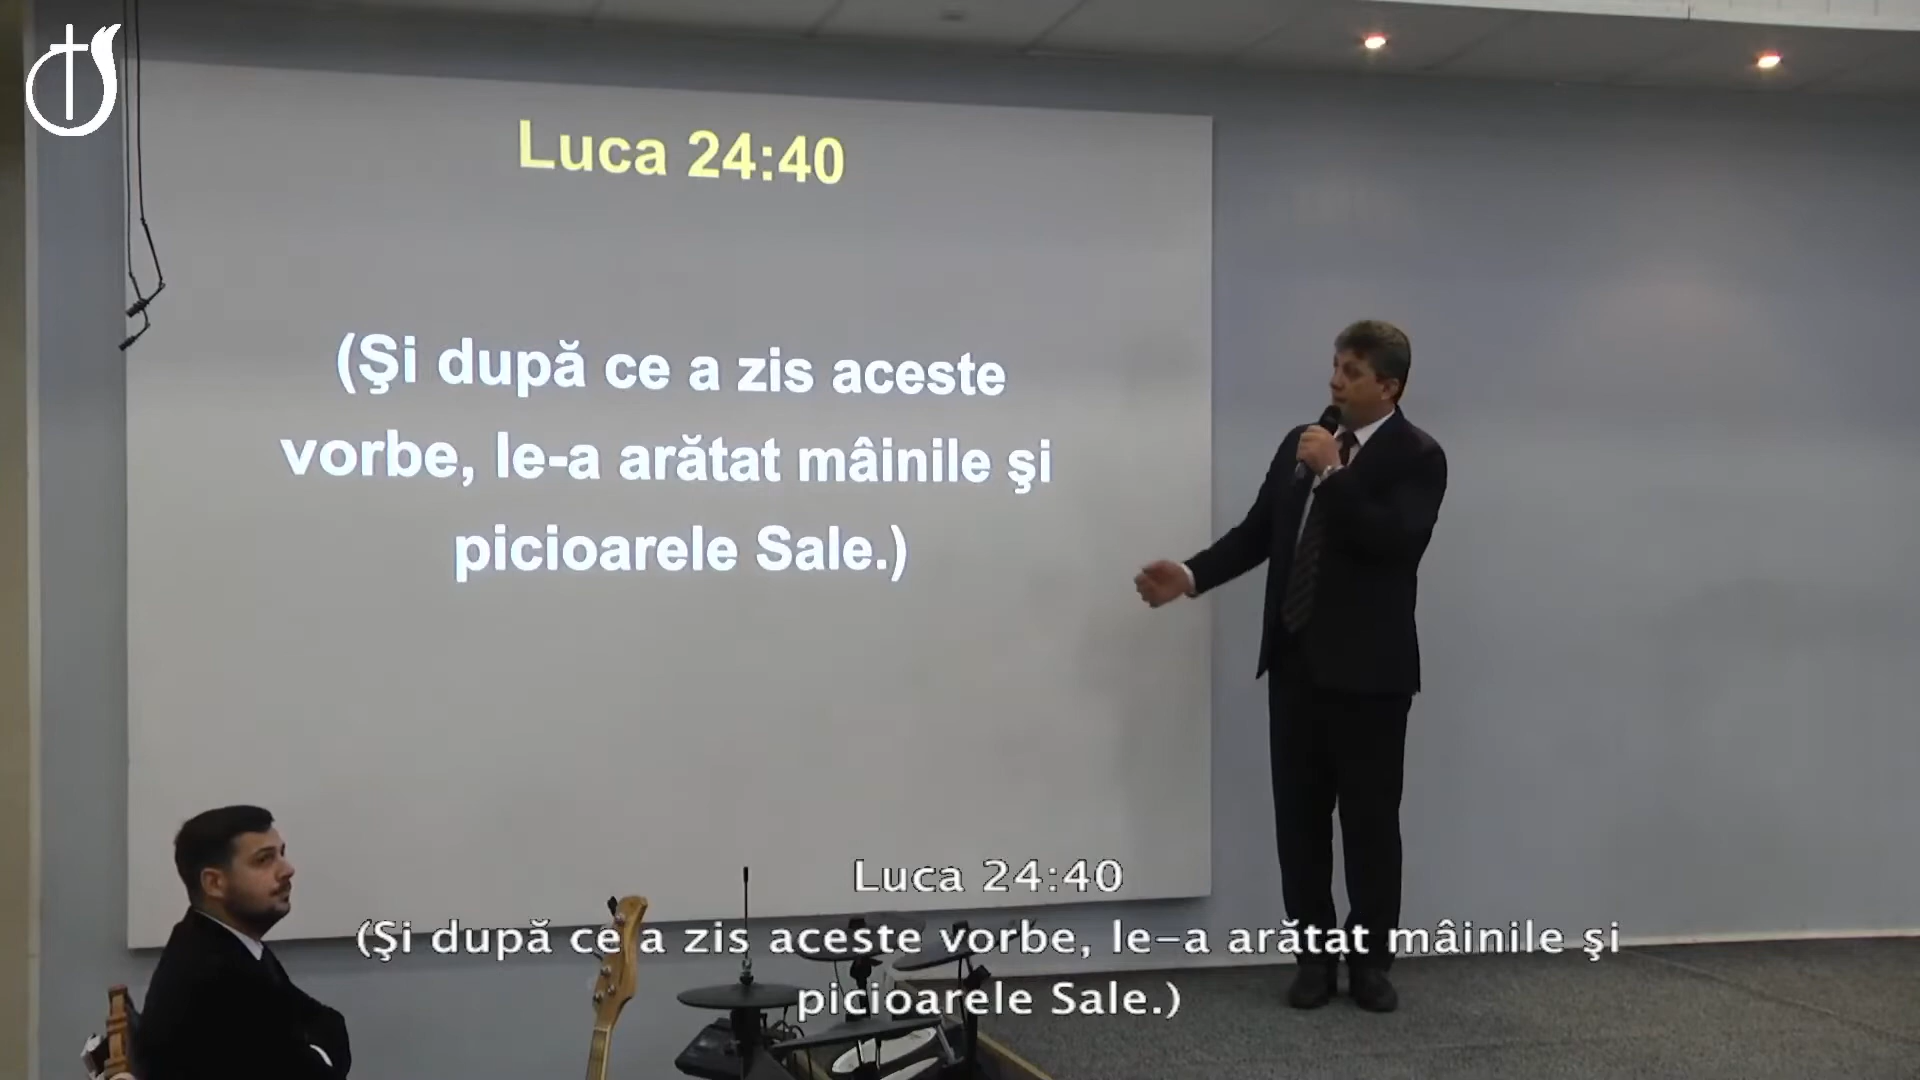 Luca 24:40
(Şi după ce a zis aceste
vorbe, le-a arătat mâinile şi
picioarele Sale.)
Luca 24:40
(Şi după ce a zis aceste vorbe, le-a arătat mâinile şi
picioarele Sale.)